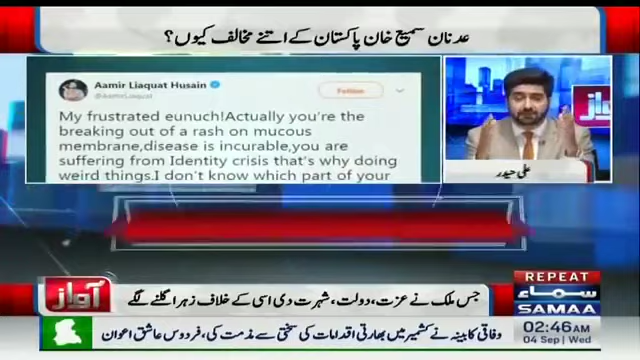 عدنان سمیع خان پاکستان کے اتنے مخالف کیوں؟
Aamir Liaquat Husain
@AamirLiaquat
Follow
My frustrated eunuch!Actually you're the
breaking out of a rash on mucous
membrane,disease is incurable,you are
suffering from Identity crisis that's why doing
weird things.I don't know which part of your
آواز
علی حیدر
REPEAT
آواز
جس ملک نے عزت، دولت، شہرت دی اسی کے خلاف زہر اگلنے لگے
سماء
SAMAA
02:46AM
04 Sep | Wed
وفاقی کابینہ نے کشمیر میں بھارتی اقدامات کی سختی سے مذمت کی، فردوس عاشق اعوان